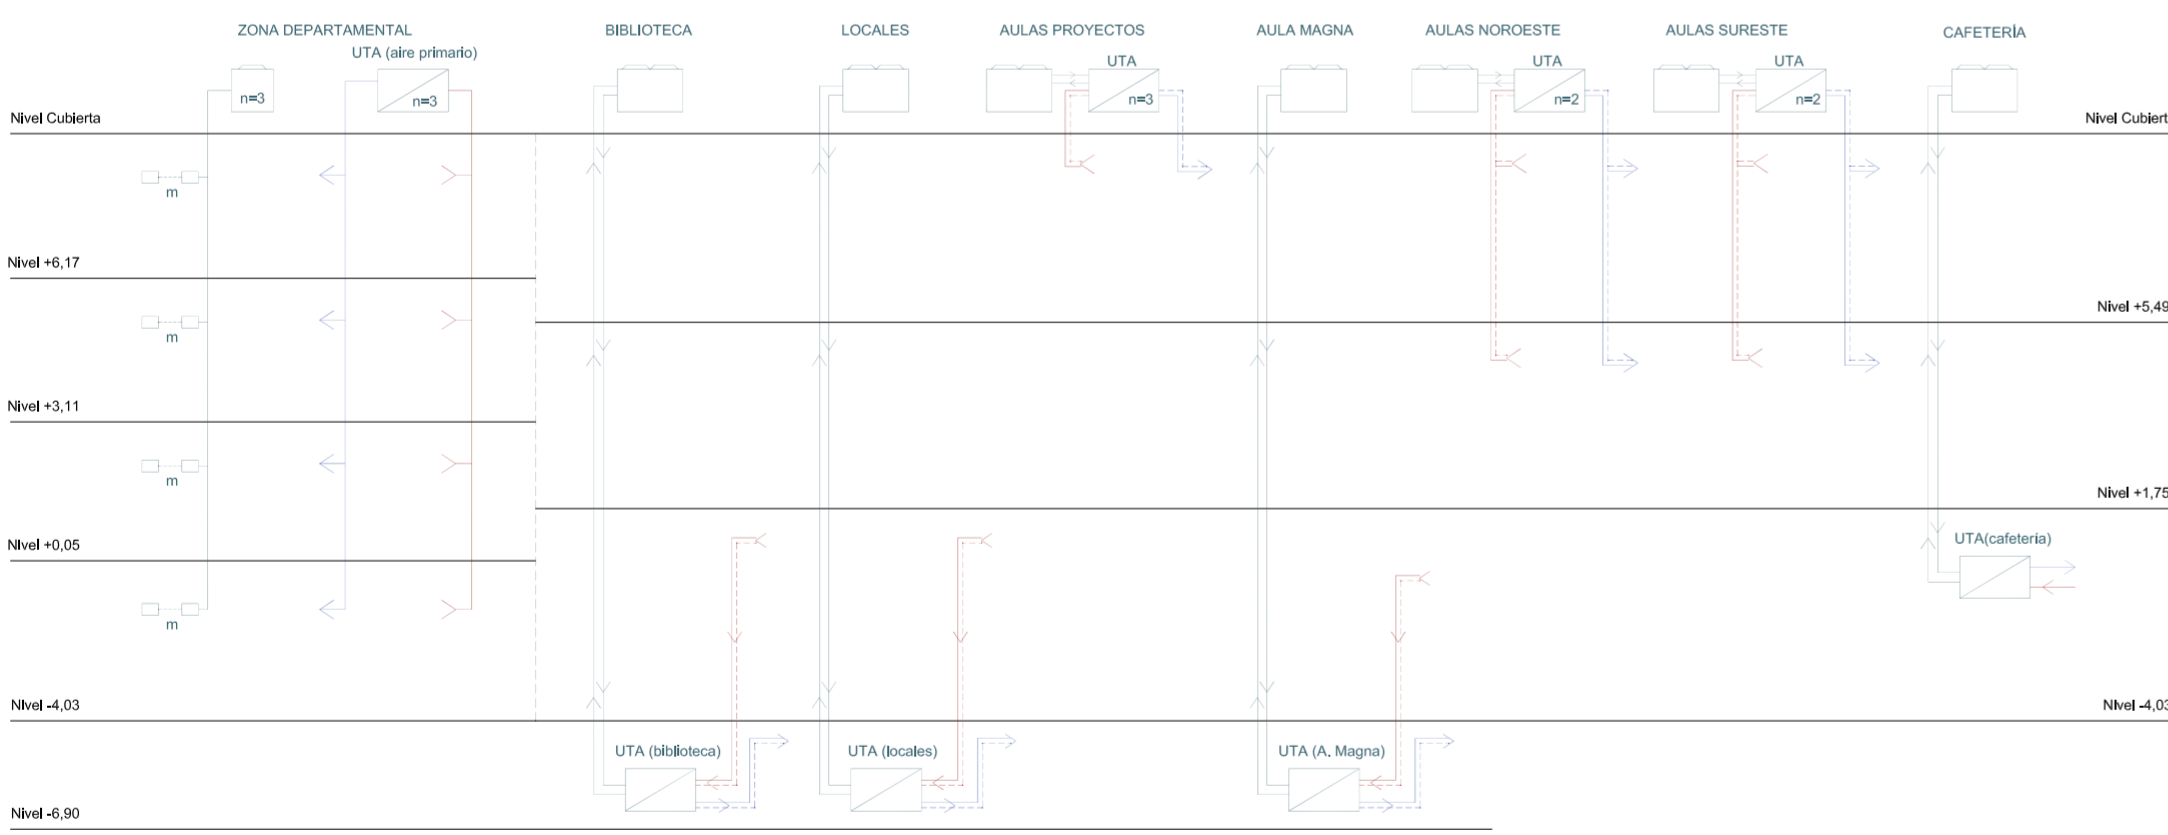 ZONA DEPARTAMENTAL
BIBLIOTECA
LOCALES
AULAS PROYECTOS
AULA MAGNA
AULAS NOROESTE
AULAS SURESTE
CAFETERÍA
UTA (aire primario)
UTA
UTA
UTA
n=3
n=3
n=3
n=2
n=2
Nivel Cubierta
Nivel Cubiert
m
Nivel +6,17
Nivel +5,49
m
Nivel +3,11
m
Nivel +1,75
Nivel +0,05
UTA(cafetería)
m
Nivel -4,03
Nivel -4,03
UTA (biblioteca)
UTA (locales)
UTA (A. Magna)
Nivel -6,90